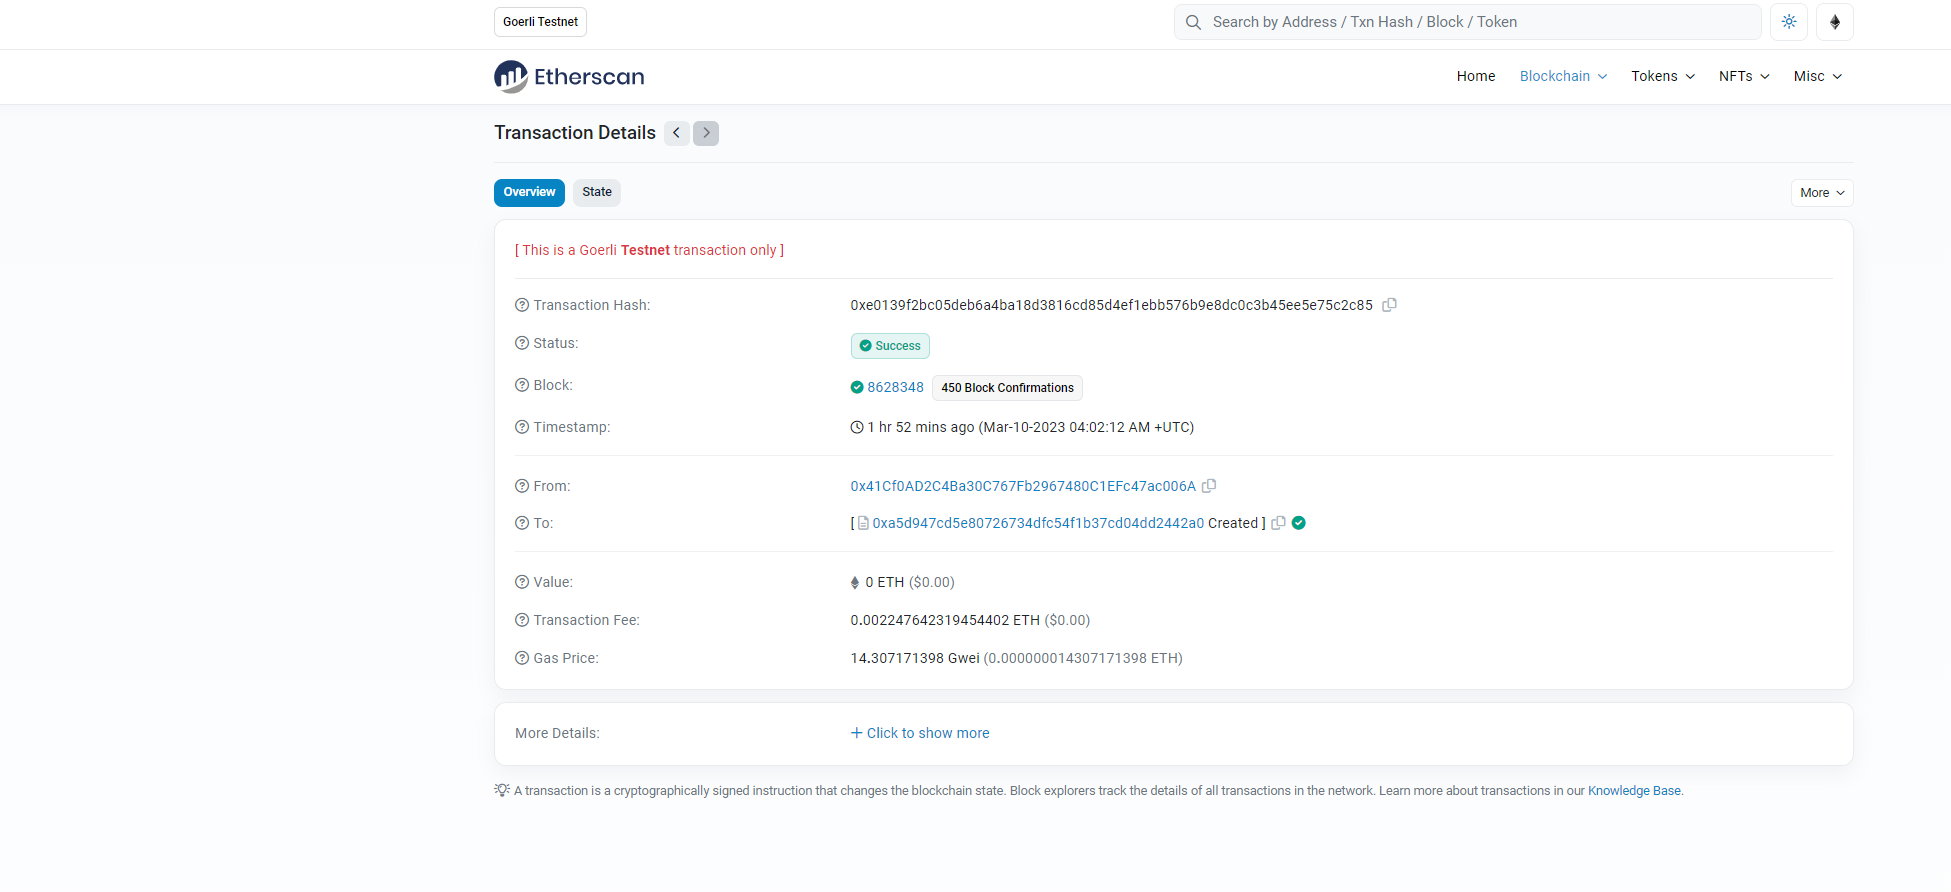 Goerli Testnet
Search by Address / Txn Hash / Block / Token
Etherscan
Home Blockchain Tokens NFTs Misc
Transaction Details
Overview State More
[ This is a Goerli Testnet transaction only ]
Transaction Hash: 0xe0139f2bc05deb6a4ba18d3816cd85d4ef1ebb576b9e8dc0c3b45ee5e75c2c85
Status: Success
Block: 8628348 450 Block Confirmations
Timestamp: 1 hr 52 mins ago (Mar-10-2023 04:02:12 AM +UTC)
From: 0x41Cf0AD2C4Ba30C767Fb2967480C1EFc47ac006A
To: [ 0xa5d947cd5e80726734dfc54f1b37cd04dd2442a0 Created ]
Value: 0 ETH ($0.00)
Transaction Fee: 0.002247642319454402 ETH ($0.00)
Gas Price: 14.307171398 Gwei (0.000000014307171398 ETH)
More Details: + Click to show more
A transaction is a cryptographically signed instruction that changes the blockchain state. Block explorers track the details of all transactions in the network. Learn more about transactions in our Knowledge Base.